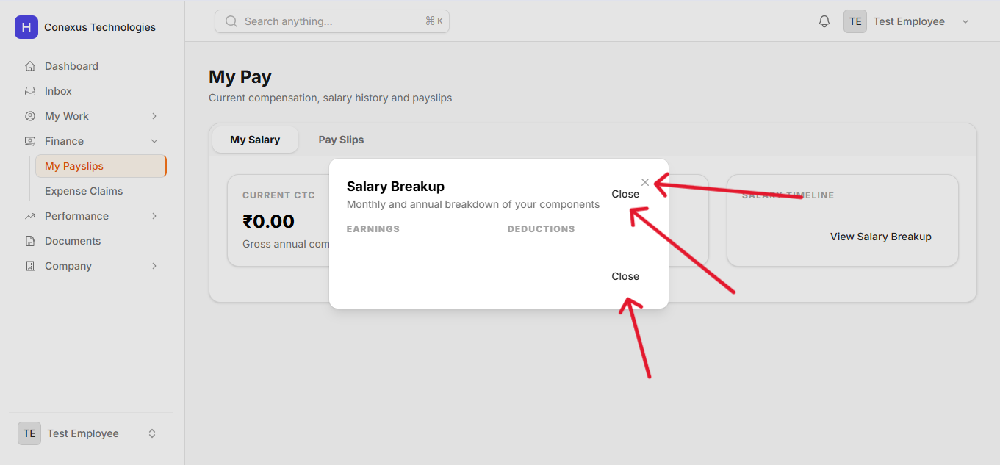 H Conexus Technologies
Search anything... ⌘ K
TE Test Employee
Dashboard
Inbox
My Work
Finance
My Payslips
Expense Claims
Performance
Documents
Company
TE Test Employee
My Pay
Current compensation, salary history and payslips
My Salary Pay Slips
CURRENT CTC
₹0.00
Gross annual com
Salary Breakup
Close
Monthly and annual breakdown of your components
EARNINGS DEDUCTIONS
Close
SALARY TIMELINE
View Salary Breakup